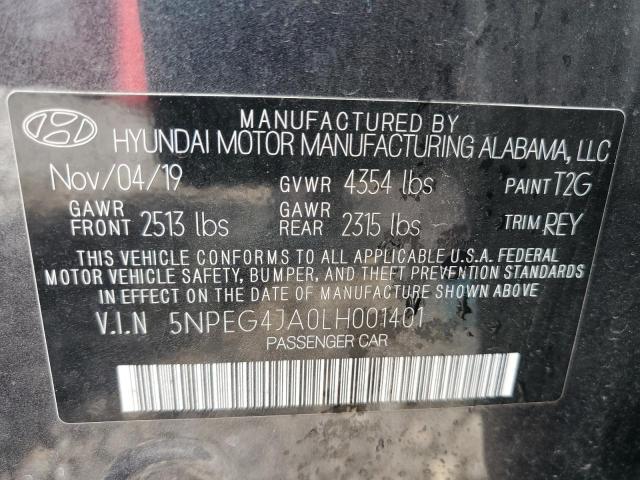 MANUFACTURED BY
HYUNDAI MOTOR MANUFACTURING ALABAMA, LLC
Nov/04/19 GVWR 4354 lbs PAINT T2G
GAWR FRONT 2513 lbs GAWR REAR 2315 lbs TRIM REY
THIS VEHICLE CONFORMS TO ALL APPLICABLE U.S.A. FEDERAL
MOTOR VEHICLE SAFETY, BUMPER, AND THEFT PREVENTION STANDARDS
IN EFFECT ON THE DATE OF MANUFACTURE SHOWN ABOVE
V.I.N 5NPEG4JA0LH001401
PASSENGER CAR